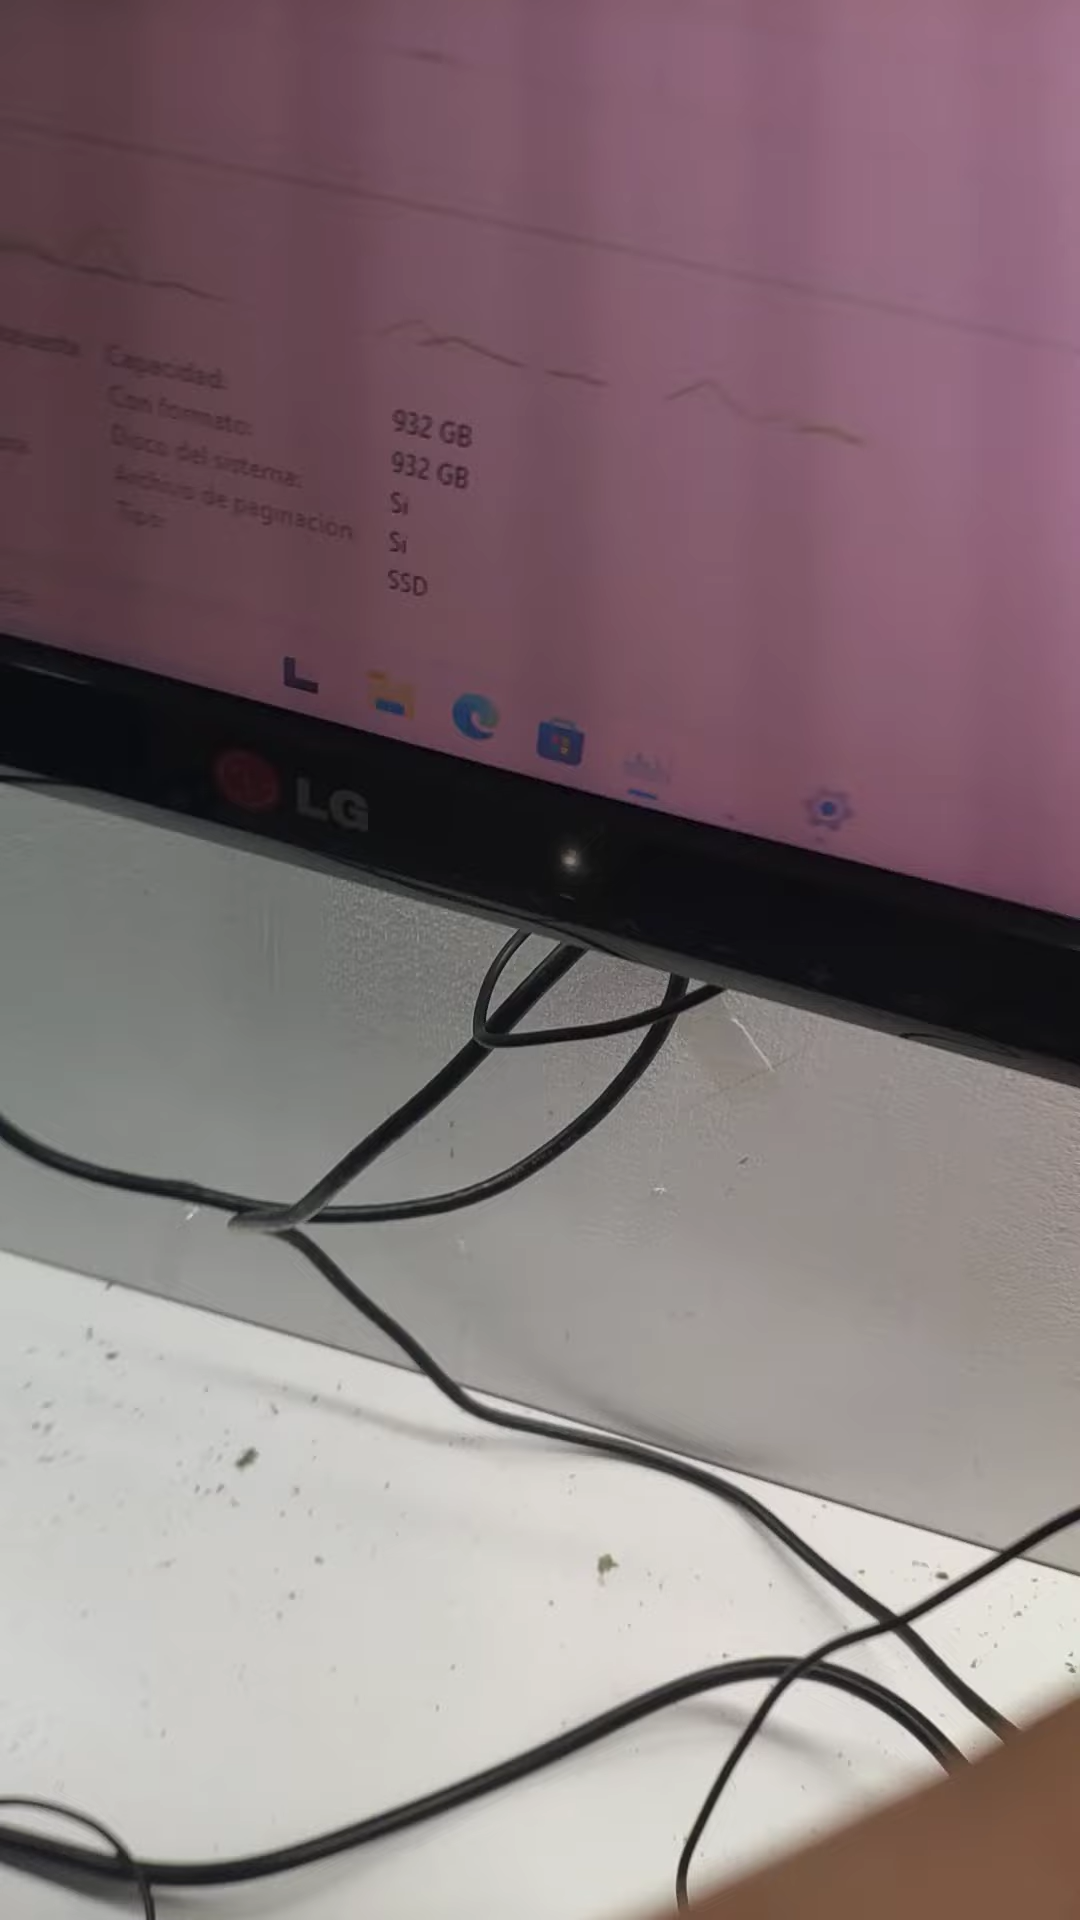 Capacidad: 932 GB
Con formato: 932 GB
Disco del sistema: Sí
Archivo de paginación: Sí
Tipo: SSD
LG